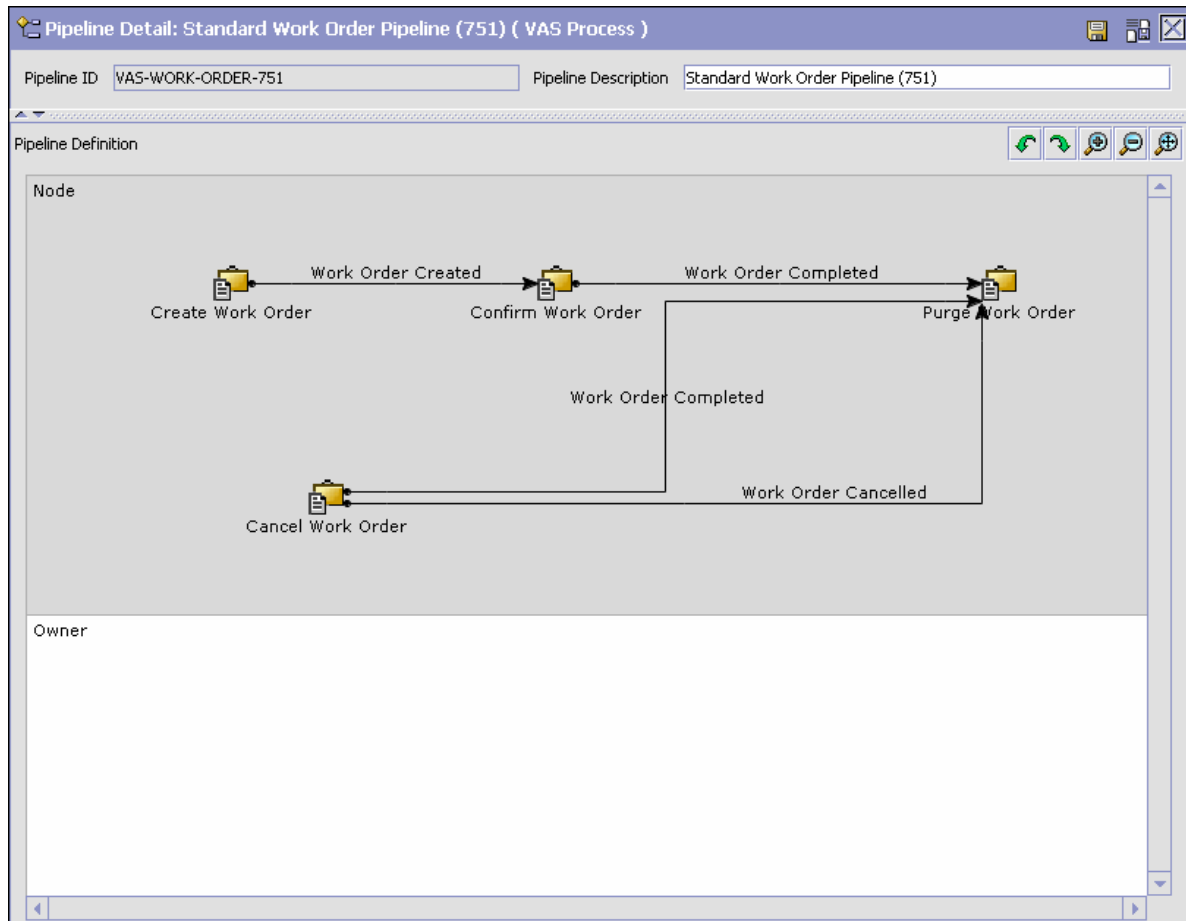 Pipeline Detail: Standard Work Order Pipeline (751) ( VAS Process )
Pipeline ID VAS-WORK-ORDER-751 Pipeline Description Standard Work Order Pipeline (751)
Pipeline Definition
Node
Work Order Created Work Order Completed
Create Work Order Confirm Work Order Purge Work Order
Work Order Completed
Work Order Cancelled
Cancel Work Order
Owner